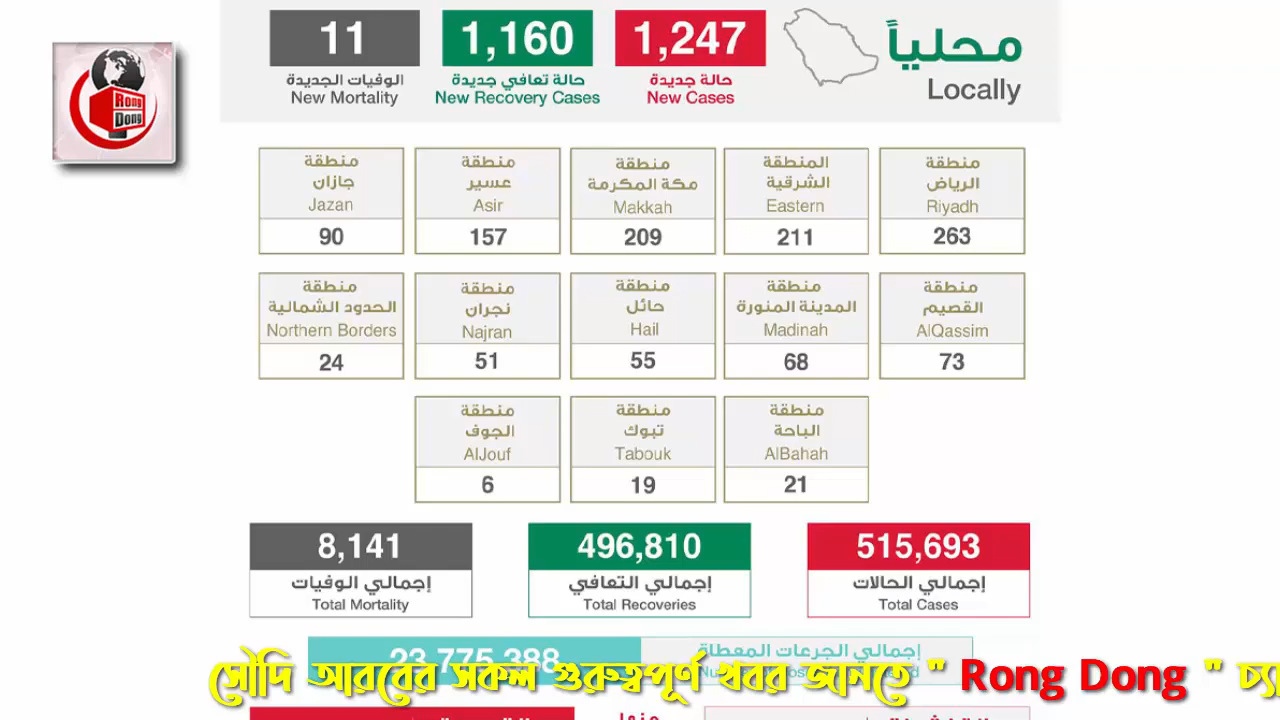 Rong
Dong
11
الوفيات الجديدة
New Mortality
1,160
حالة تعافي جديدة
New Recovery Cases
1,247
حالة جديدة
New Cases
محلياً
Locally
منطقة
جازان
Jazan
90
منطقة
عسير
Asir
157
منطقة
مكة المكرمة
Makkah
209
المنطقة
الشرقية
Eastern
211
منطقة
الرياض
Riyadh
263
منطقة
الحدود الشمالية
Northern Borders
24
منطقة
نجران
Najran
51
منطقة
حائل
Hail
55
منطقة
المدينة المنورة
Madinah
68
منطقة
القصيم
AlQassim
73
منطقة
الجوف
AlJouf
6
منطقة
تبوك
Tabouk
19
منطقة
الباحة
AlBahah
21
8,141
إجمالي الوفيات
Total Mortality
496,810
إجمالي التعافي
Total Recoveries
515,693
إجمالي الحالات
Total Cases
23,775,388
إجمالي الجرعات المعطاة
সৌদি আরবের সকল গুরুত্বপূর্ণ খবর জানতে " Rong Dong " চ্যা
منها